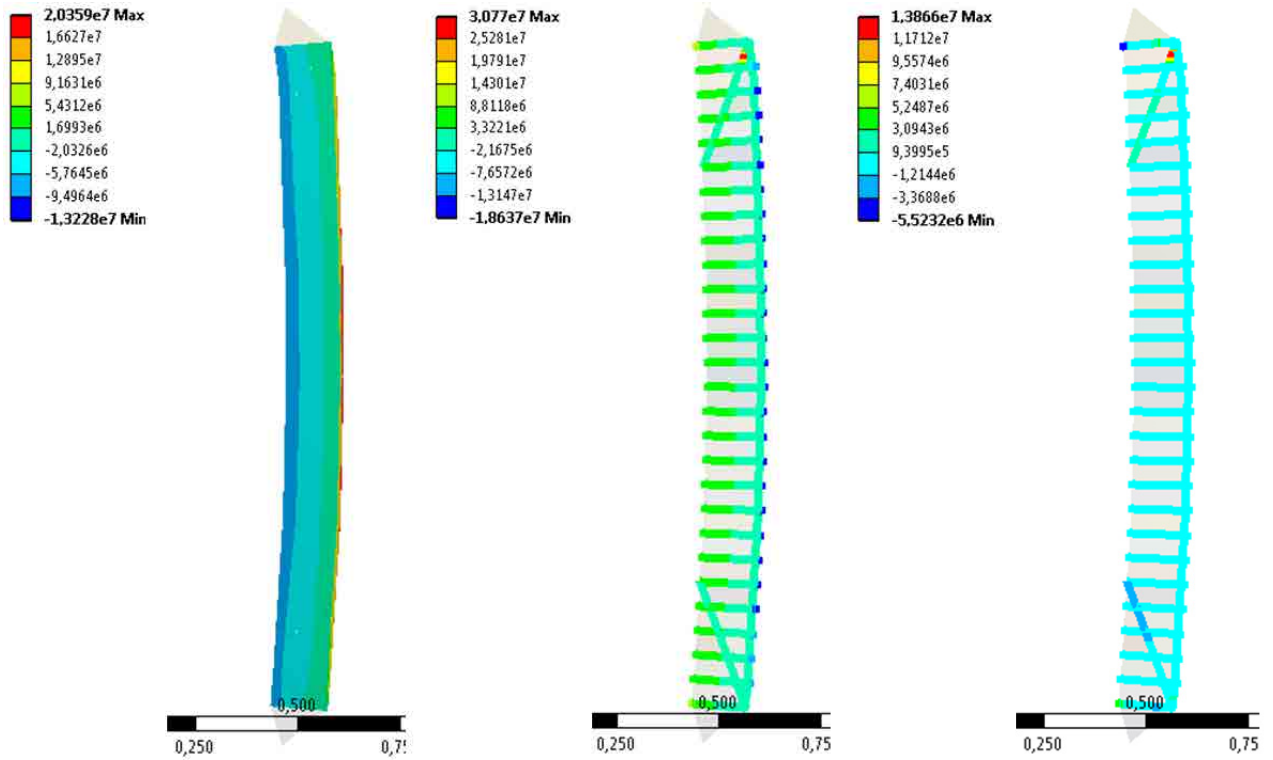 2,0359e7 Max
1,6627e7
1,2895e7
9,1631e6
5,4312e6
1,6993e6
-2,0326e6
-5,7645e6
-9,4964e6
-1,3228e7 Min
0,500
0,250
0,75
3,077e7 Max
2,5281e7
1,9791e7
1,4301e7
8,8118e6
3,3221e6
-2,1675e6
-7,6572e6
-1,3147e7
-1,8637e7 Min
0,500
0,250
0,75
1,3866e7 Max
1,1712e7
9,5574e6
7,4031e6
5,2487e6
3,0943e6
9,3995e5
-1,2144e6
-3,3688e6
-5,5232e6 Min
0,500
0,250
0,75